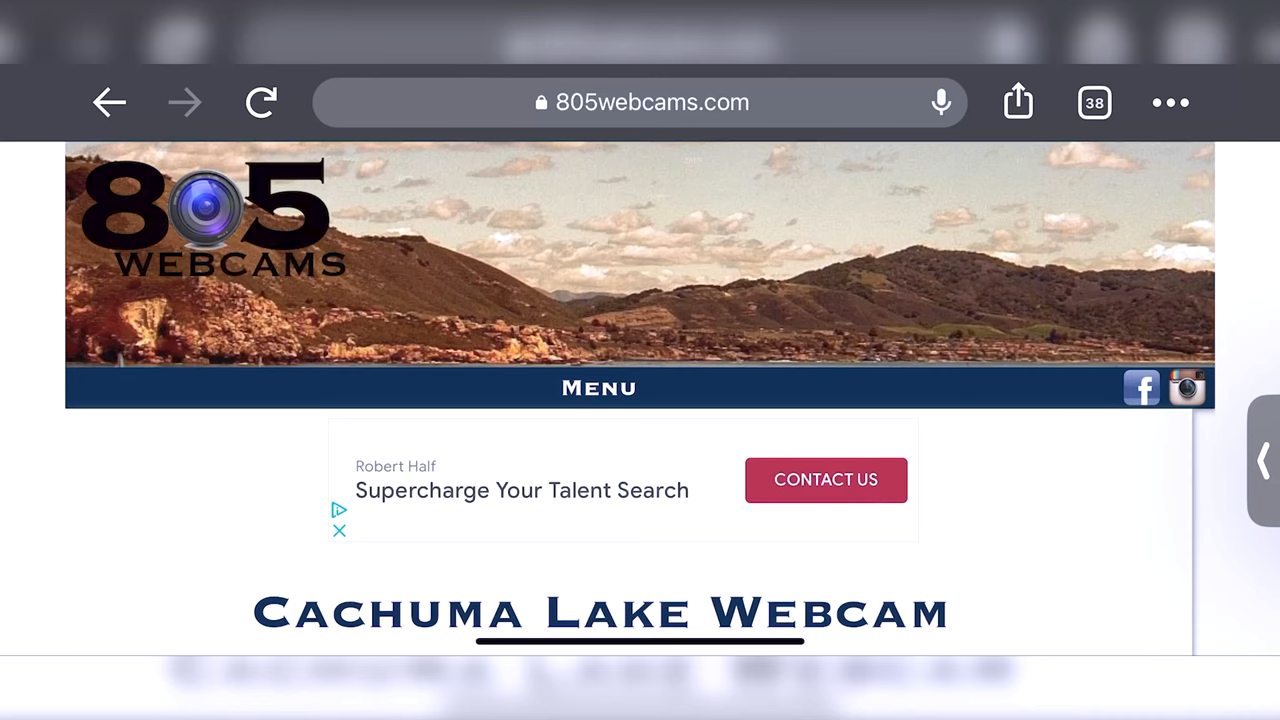 805webcams.com
38
805
WEBCAMS
MENU
Robert Half
Supercharge Your Talent Search
CONTACT US
CACHUMA LAKE WEBCAM